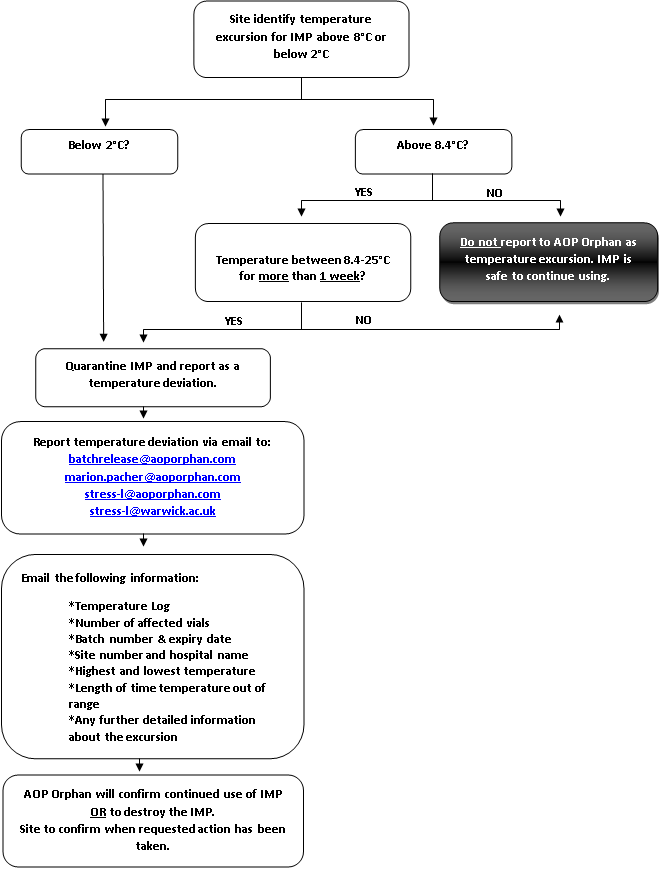 Site identify temperature
excursion for IMP above 8°C or
below 2°C
Below 2°C?
Above 8.4°C?
YES
NO
Temperature between 8.4-25°C
for more than 1 week?
Do not report to AOP Orphan as
temperature excursion. IMP is
safe to continue using.
YES
NO
Quarantine IMP and report as a
temperature deviation.
Report temperature deviation via email to:
batchrelease@aoporphan.com
marion.pacher@aoporphan.com
stress-l@aoporphan.com
stress-l@warwick.ac.uk
Email the following information:
*Temperature Log
*Number of affected vials
*Batch number & expiry date
*Site number and hospital name
*Highest and lowest temperature
*Length of time temperature out of
range
*Any further detailed information
about the excursion
AOP Orphan will confirm continued use of IMP
OR to destroy the IMP.
Site to confirm when requested action has been
taken.